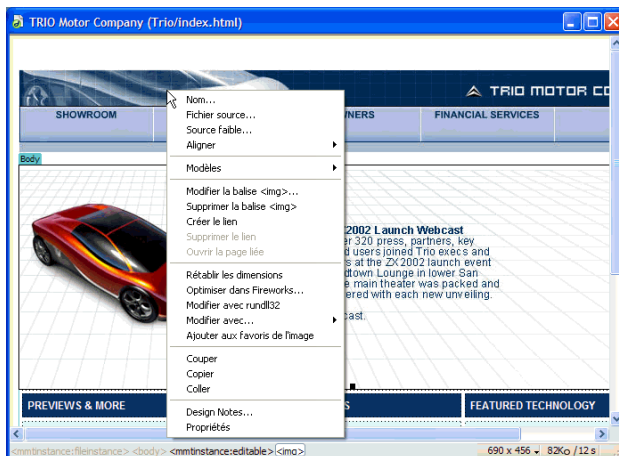 TRIO Motor Company (Trio/index.html)
TRIO MOTOR CO
SHOWROOM
NERS
FINANCIAL SERVICES
Body
Nom...
Fichier source...
Source faible...
Aligner
Modèles
Modifier la balise <img>...
Supprimer la balise <img>
Créer le lien
Supprimer le lien
Ouvrir la page liée
Rétablir les dimensions
Optimiser dans Fireworks...
Modifier avec rundll32
Modifier avec...
Ajouter aux favoris de l'image
Couper
Copier
Coller
Design Notes...
Propriétés
2002 Launch Webcast
er 320 press, partners, key
d users joined Trio execs and
s at the ZX2002 launch event
dtown Lounge in lower San
e main theater was packed and
ered with each new unveiling.
cast.
PREVIEWS & MORE
S
FEATURED TECHNOLOGY
<mmtinstance:fileinstance> <body> <mmtinstance:editable> <img>
690 x 456 82Ko / 12 s